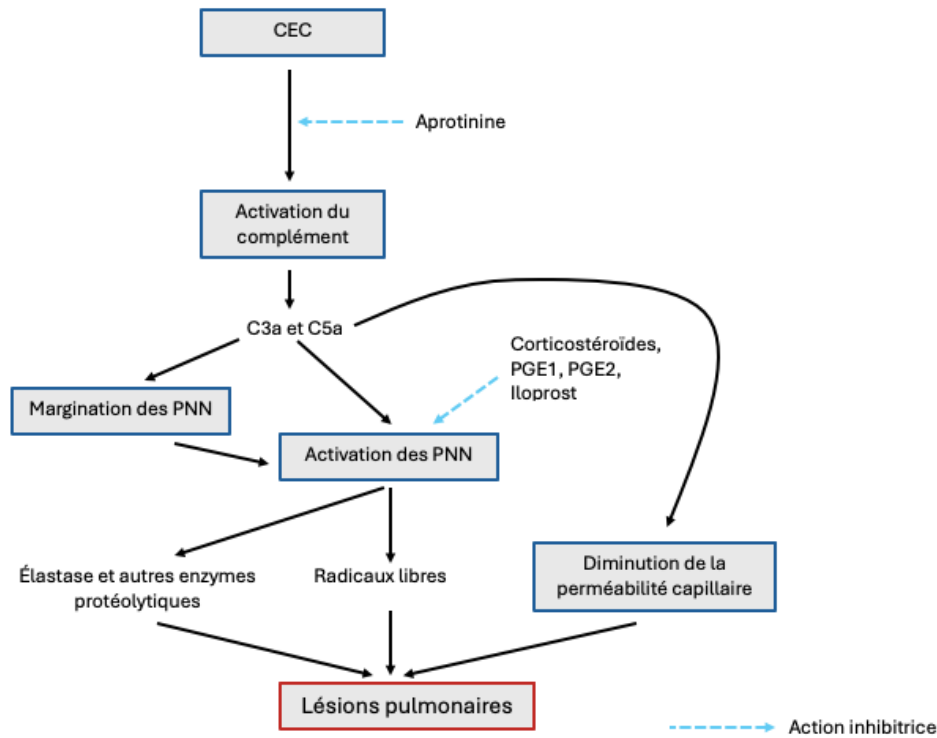 CEC
Aprotinine
Activation du
complément
C3a et C5a
Corticostéroïdes,
PGE1, PGE2,
Iloprost
Margination des PNN
Activation des PNN
Élastase et autres enzymes
protéolytiques
Radicaux libres
Diminution de la
perméabilité capillaire
Lésions pulmonaires
Action inhibitrice